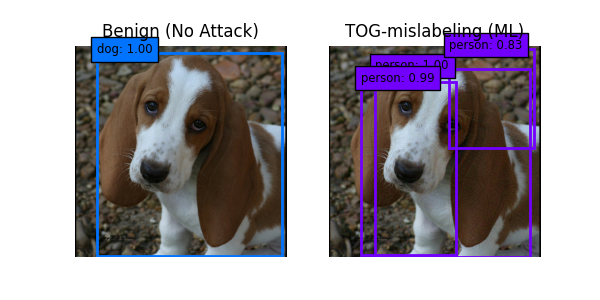 Benign (No Attack)
dog: 1.00
TOG-mislabeling (ML)
person: 0.83
person: 1.00
person: 0.99